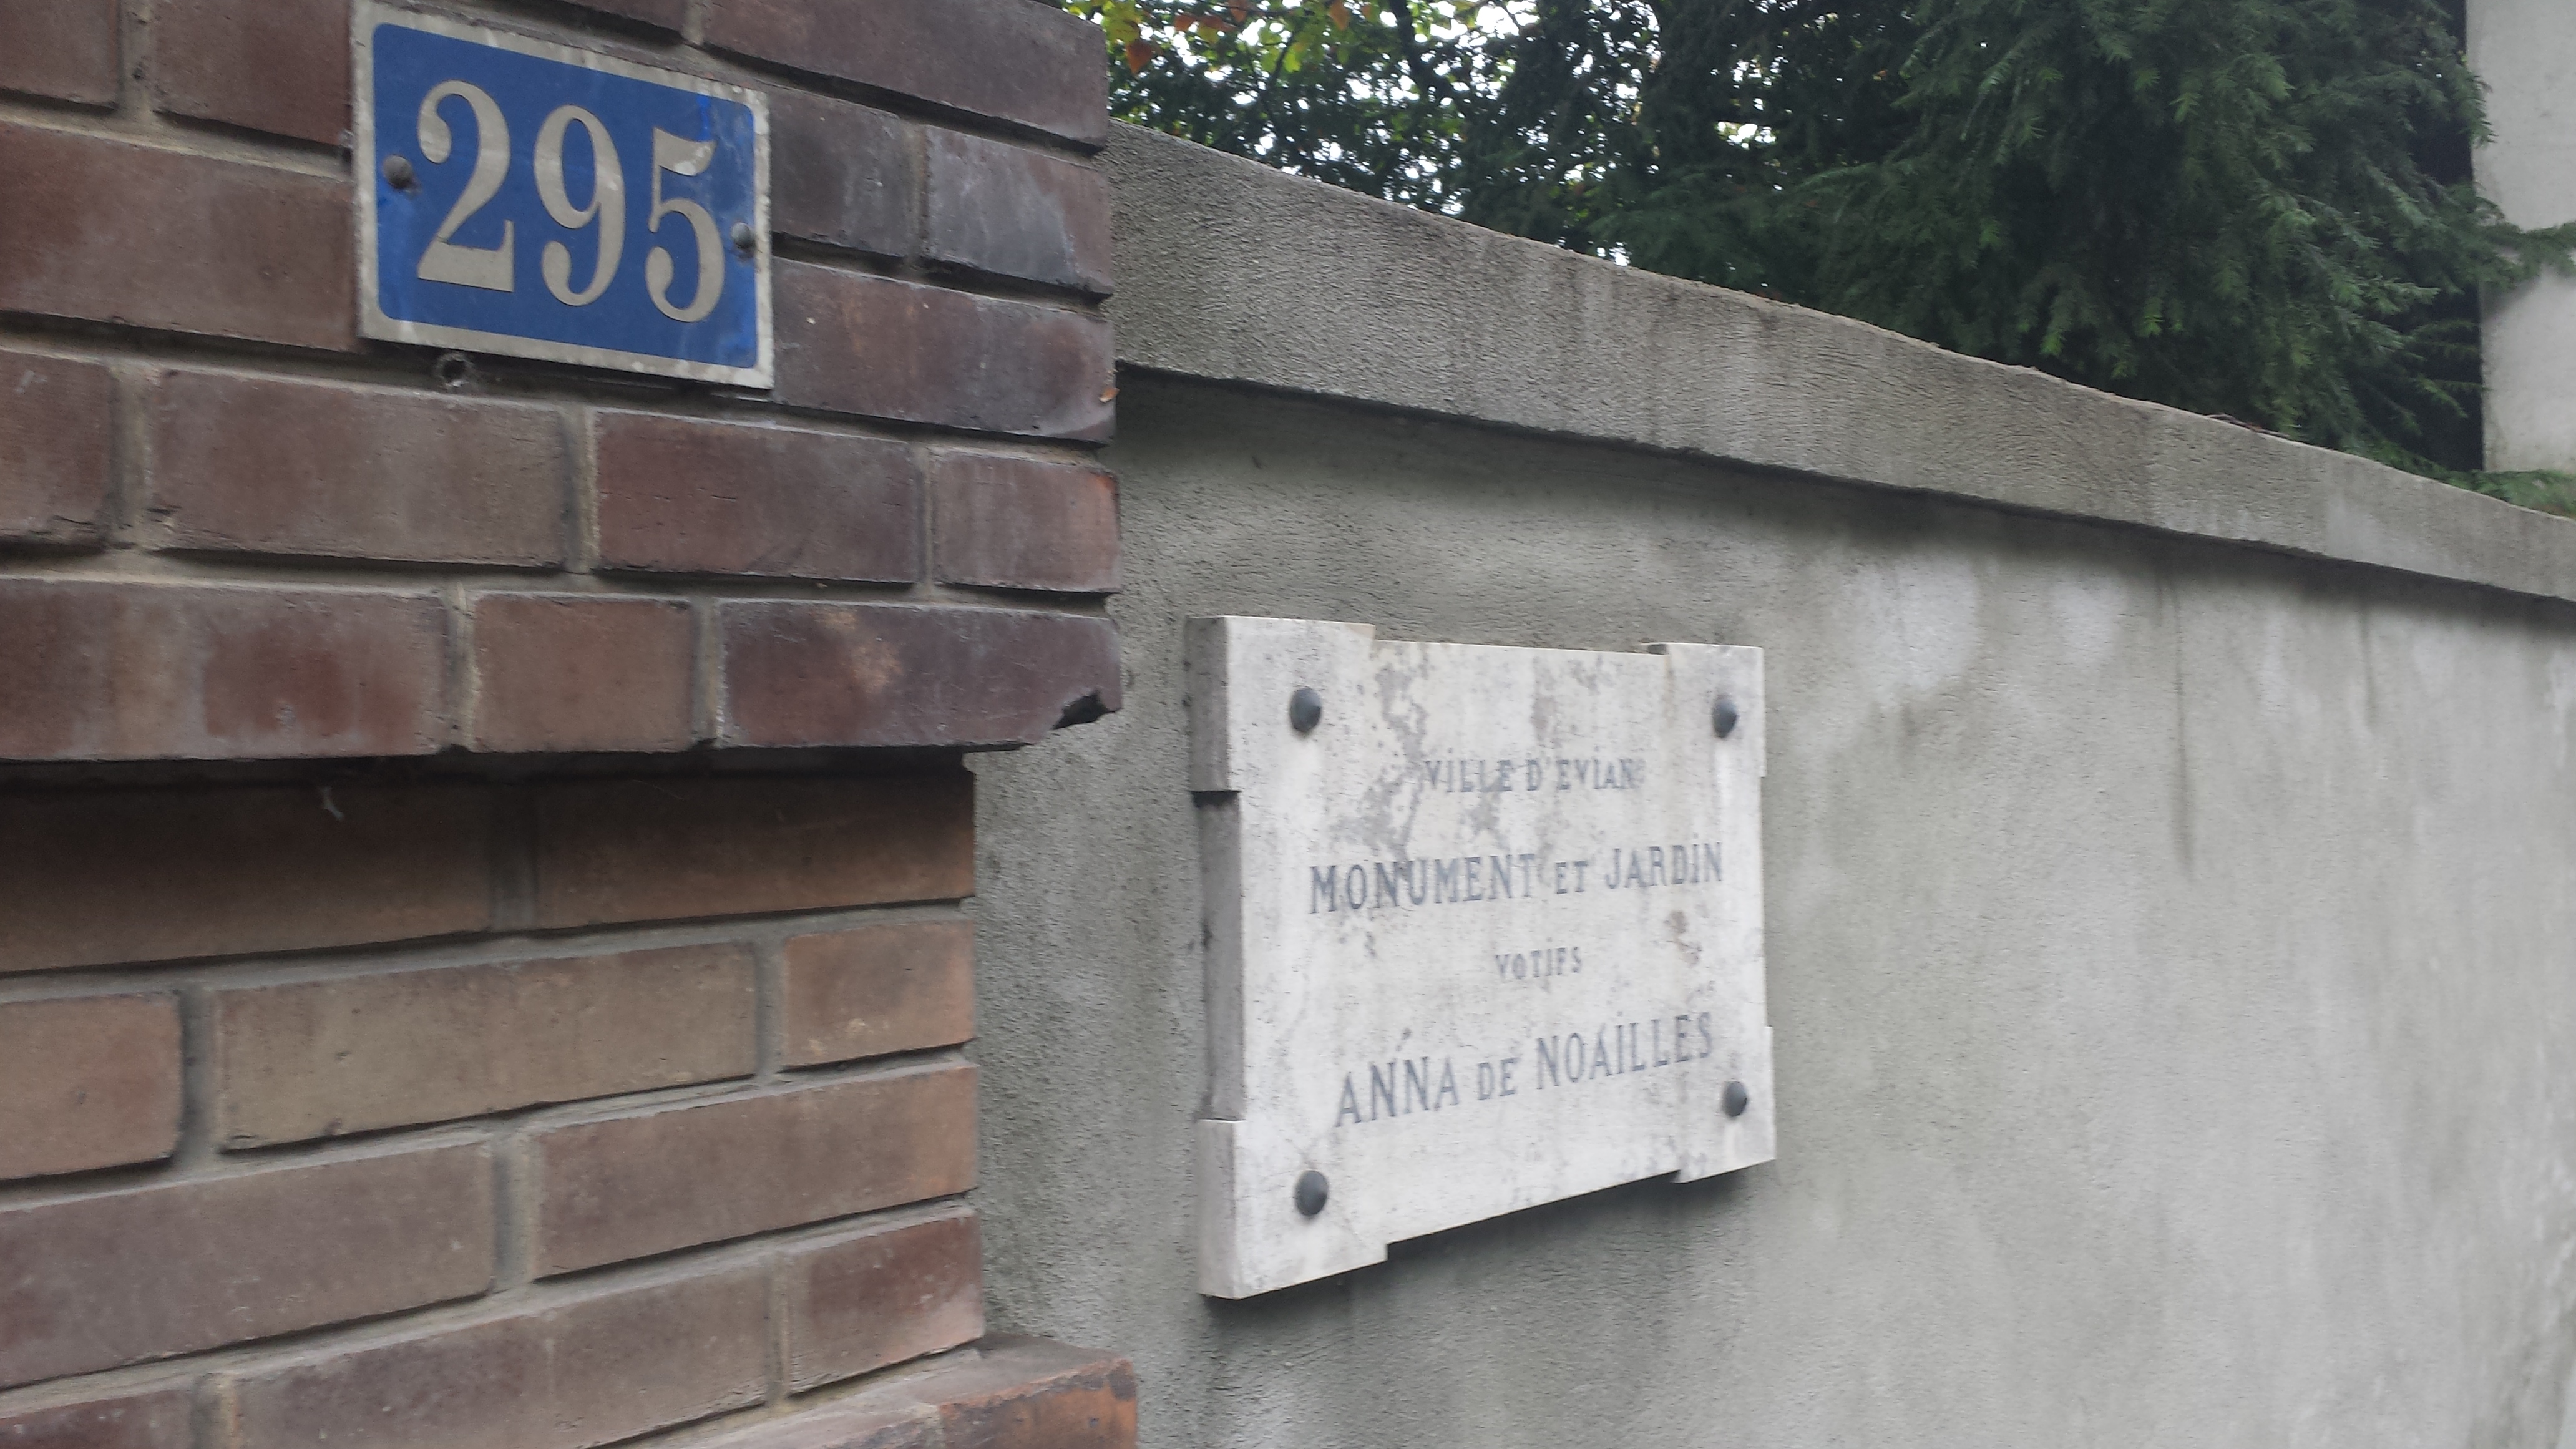 295
VILLE D'EVIAN
MONUMENT ET JARDIN
VOTIFS
ANNA DE NOAILLES